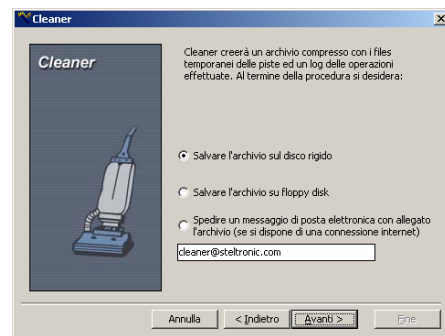 Cleaner
Cleaner
Cleaner creerà un archivio compresso con i files
temporanei delle piste ed un log delle operazioni
effettuate. Al termine della procedura si desidera:
Salvare l'archivio sul disco rigido
Salvare l'archivio su floppy disk
Spedire un messaggio di posta elettronica con allegato
l'archivio (se si dispone di una connessione internet)
cleaner@steltronic.com
Annulla < Indietro Avanti > Fine